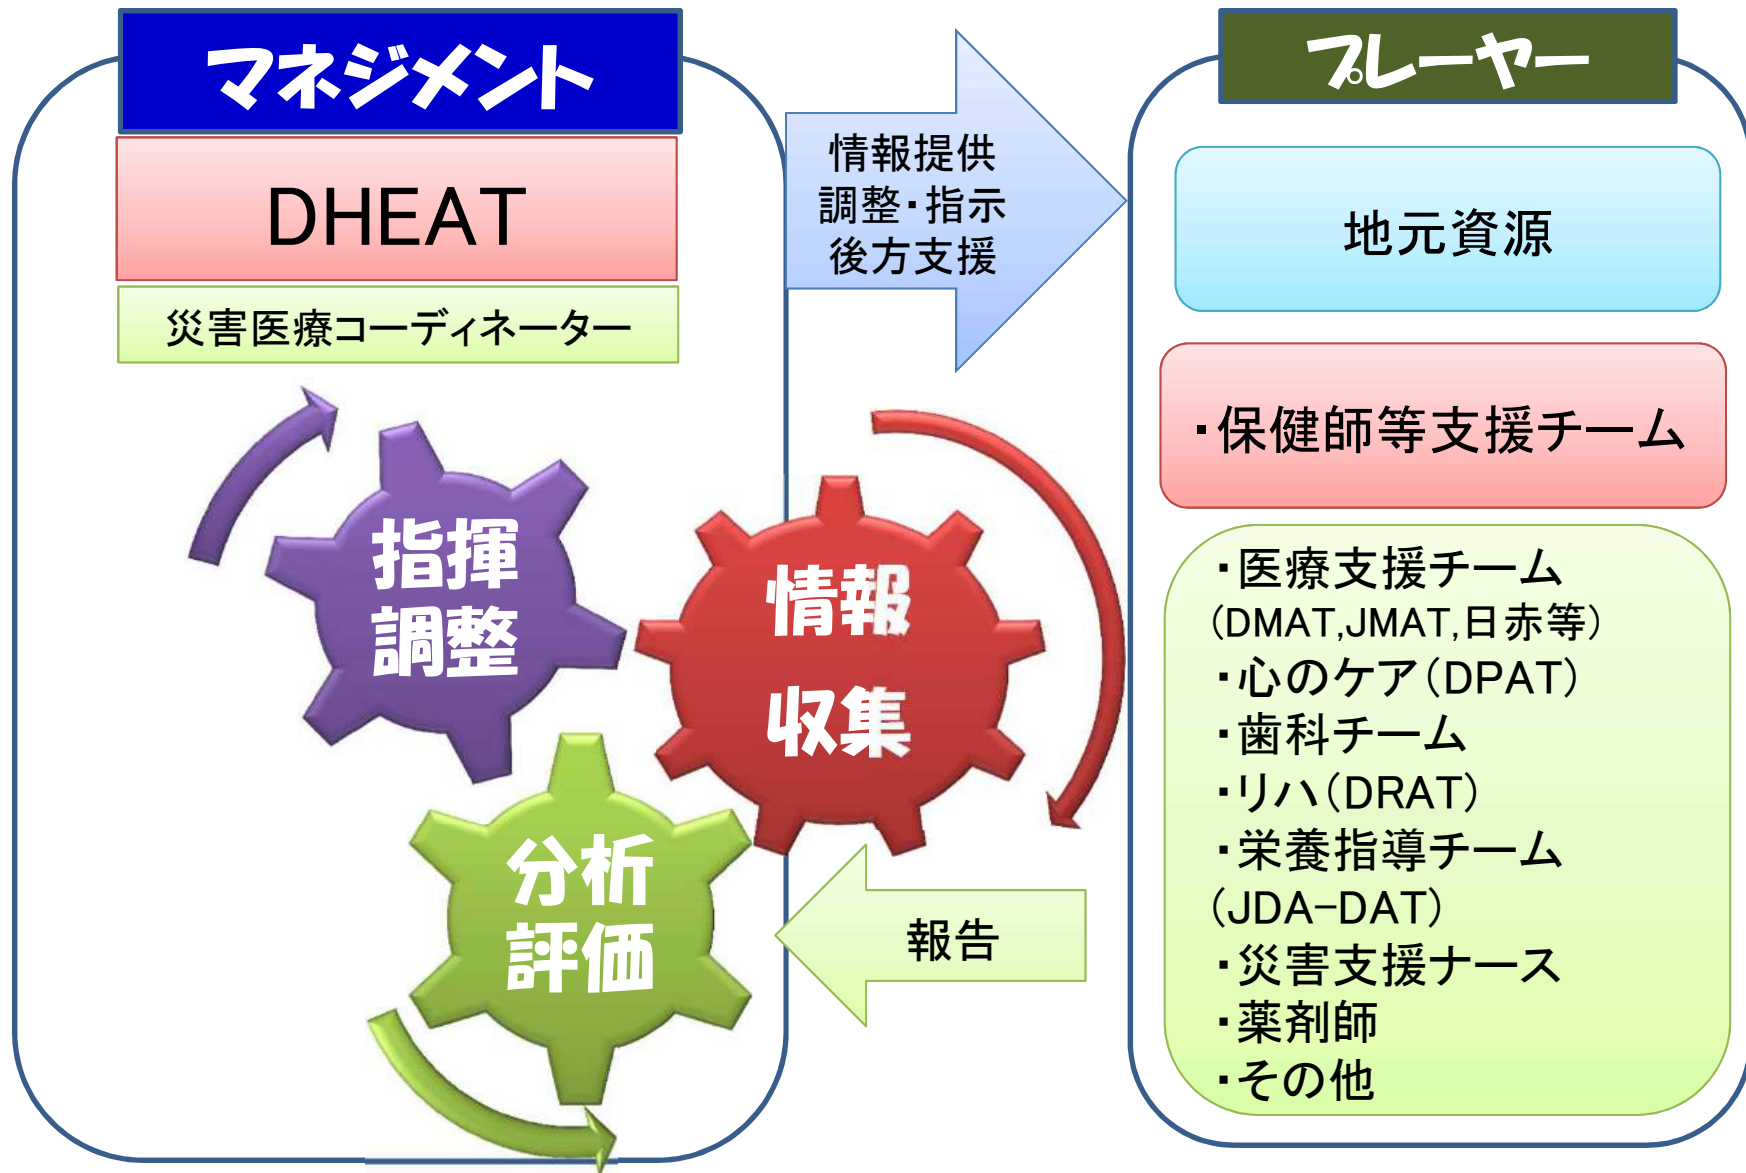 マネジメント
DHEAT
災害医療コーディネーター
指揮
調整
情報
収集
分析
評価
情報提供
調整・指示
後方支援
報告
プレーヤー
地元資源
・保健師等支援チーム
・医療支援チーム
(DMAT,JMAT,日赤等)
・心のケア(DPAT)
・歯科チーム
・リハ(DRAT)
・栄養指導チーム
(JDA-DAT)
・災害支援ナース
・薬剤師
・その他